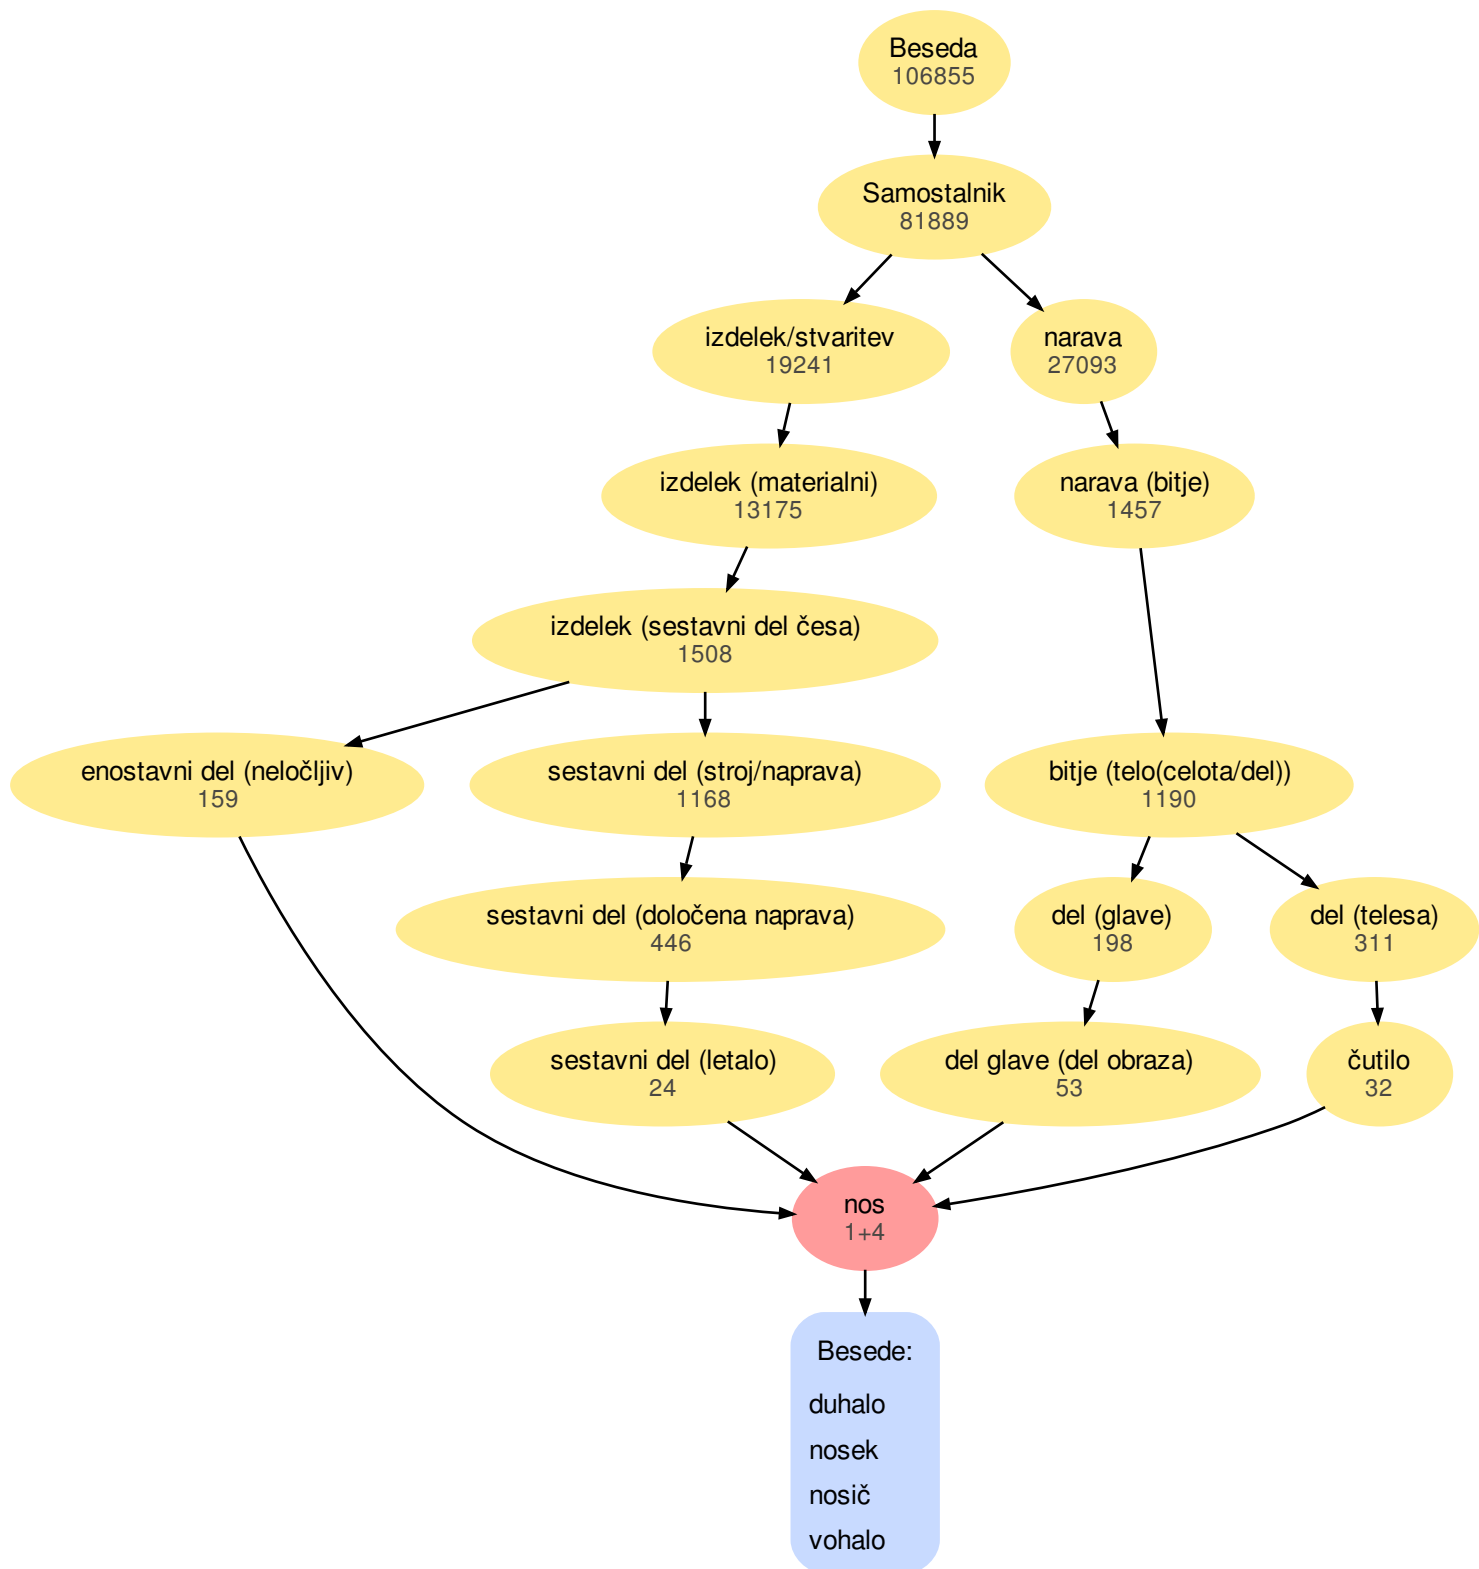 Beseda
106855
Samostalnik
81889
izdelek/stvaritev
19241
narava
27093
izdelek (materialni)
13175
narava (bitje)
1457
izdelek (sestavni del česa)
1508
enostavni del (neločljiv)
159
sestavni del (stroj/naprava)
1168
bitje (telo(celota/del))
1190
sestavni del (določena naprava)
446
del (glave)
198
del (telesa)
311
sestavni del (letalo)
24
del glave (del obraza)
53
čutilo
32
nos
1+4
Besede:
duhalo
nosek
nosič
vohalo